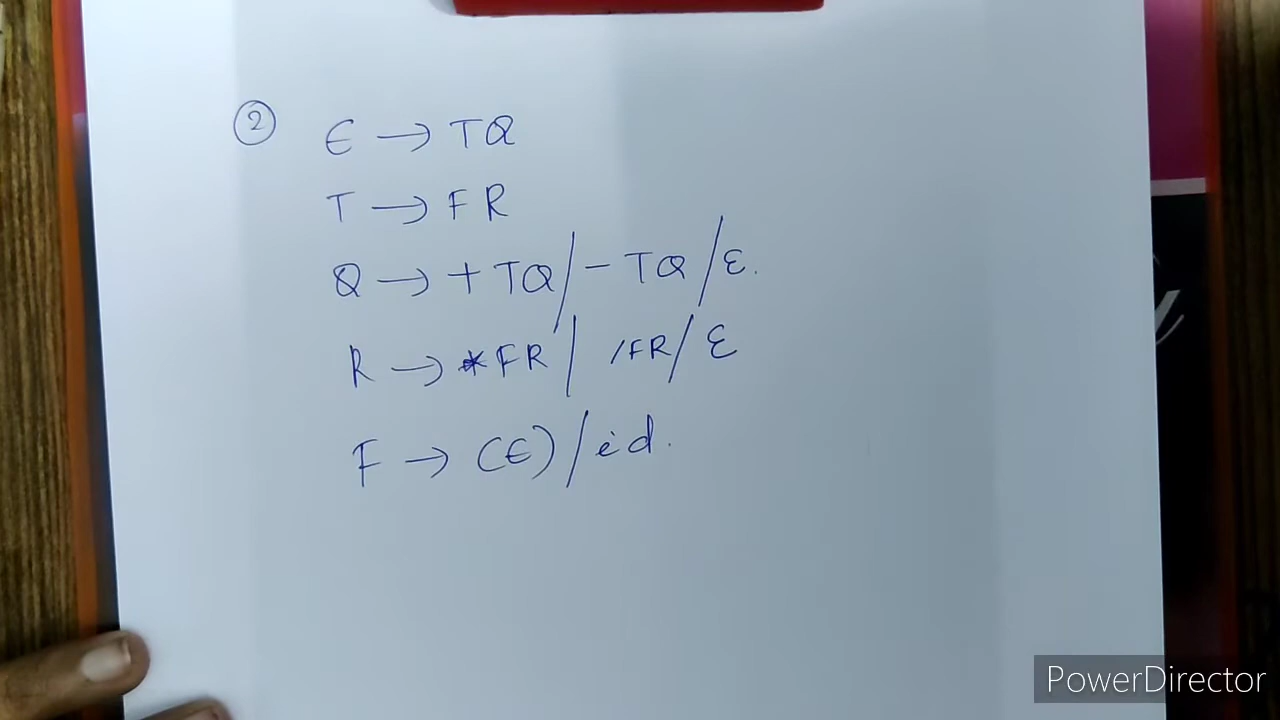 ② E → TQ
T → FR
Q → + TQ / - TQ / ε.
R → *FR / /FR / ε
F → (E) / id.
PowerDirector